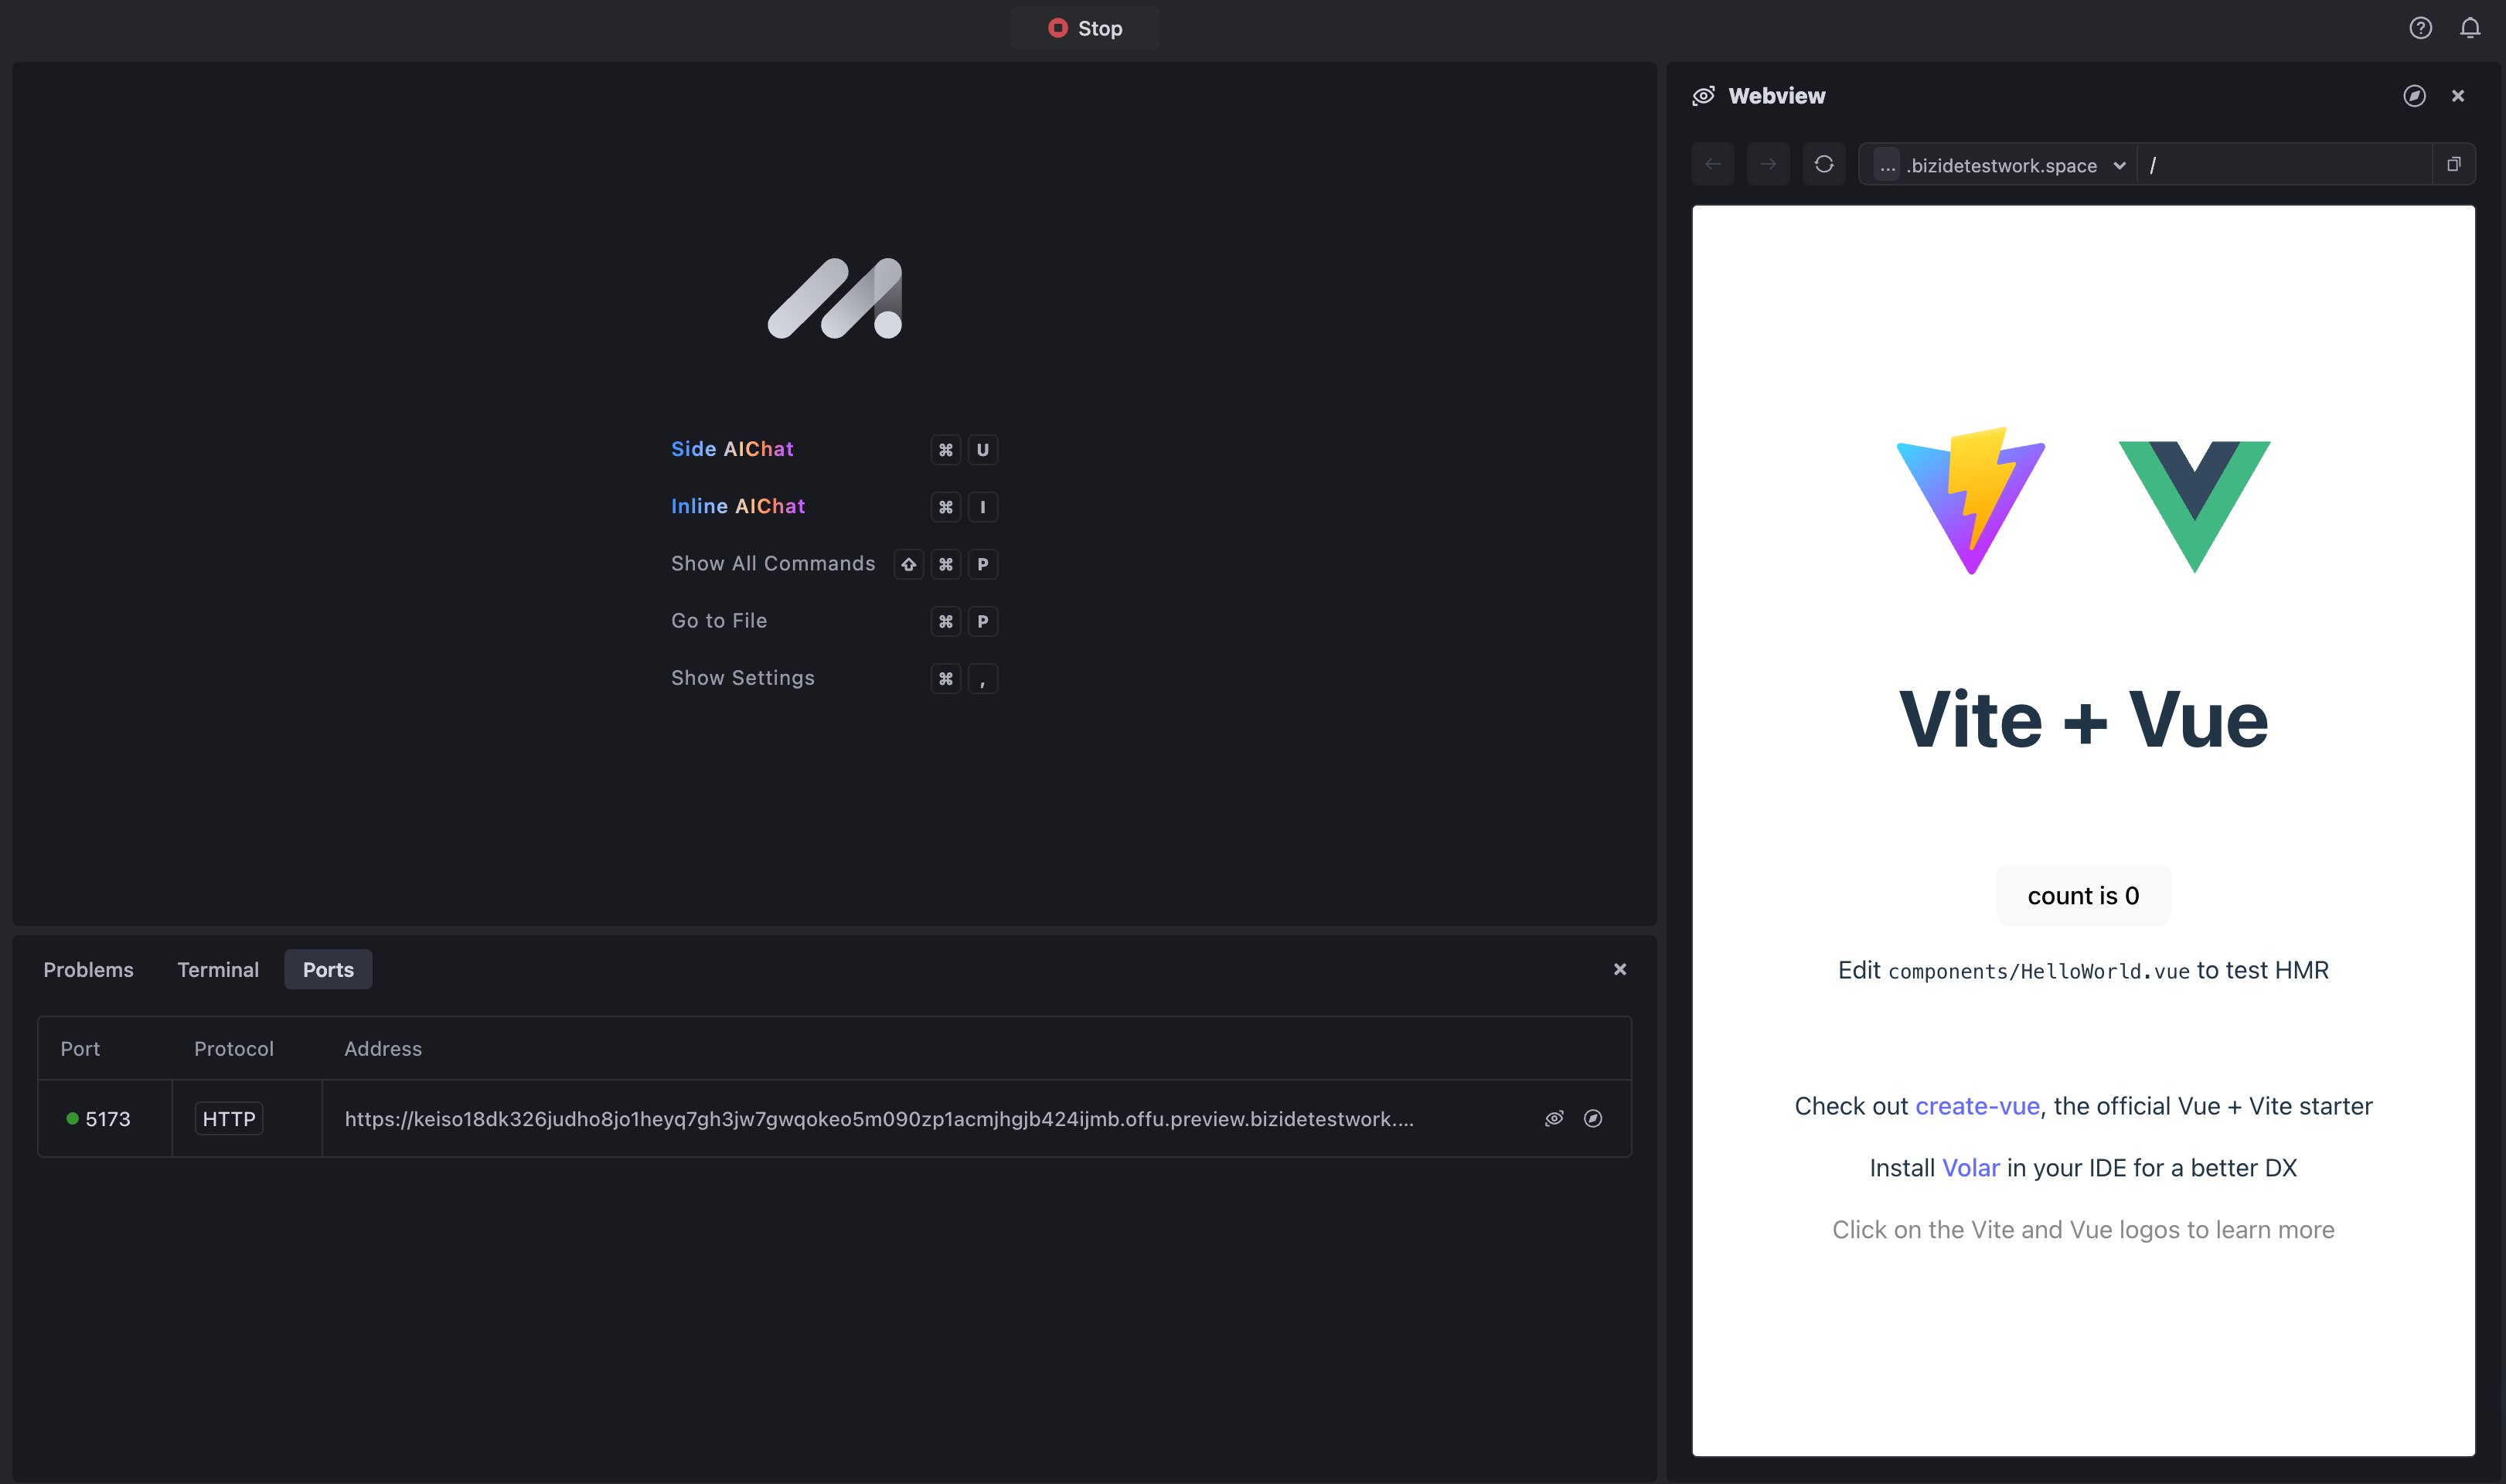 Stop
Side AIChat ⌘ U
Inline AIChat ⌘ I
Show All Commands ⇧ ⌘ P
Go to File ⌘ P
Show Settings ⌘ ,
Problems Terminal Ports
Port Protocol Address
5173 HTTP https://keiso18dk326judho8jo1heyq7gh3jw7gwqokeo5m090zp1acmjhgjb424ijmb.offu.preview.bizidetestwork....
Webview
... .bizidetestwork.space /
Vite + Vue
count is 0
Edit components/HelloWorld.vue to test HMR
Check out create-vue, the official Vue + Vite starter
Install Volar in your IDE for a better DX
Click on the Vite and Vue logos to learn more